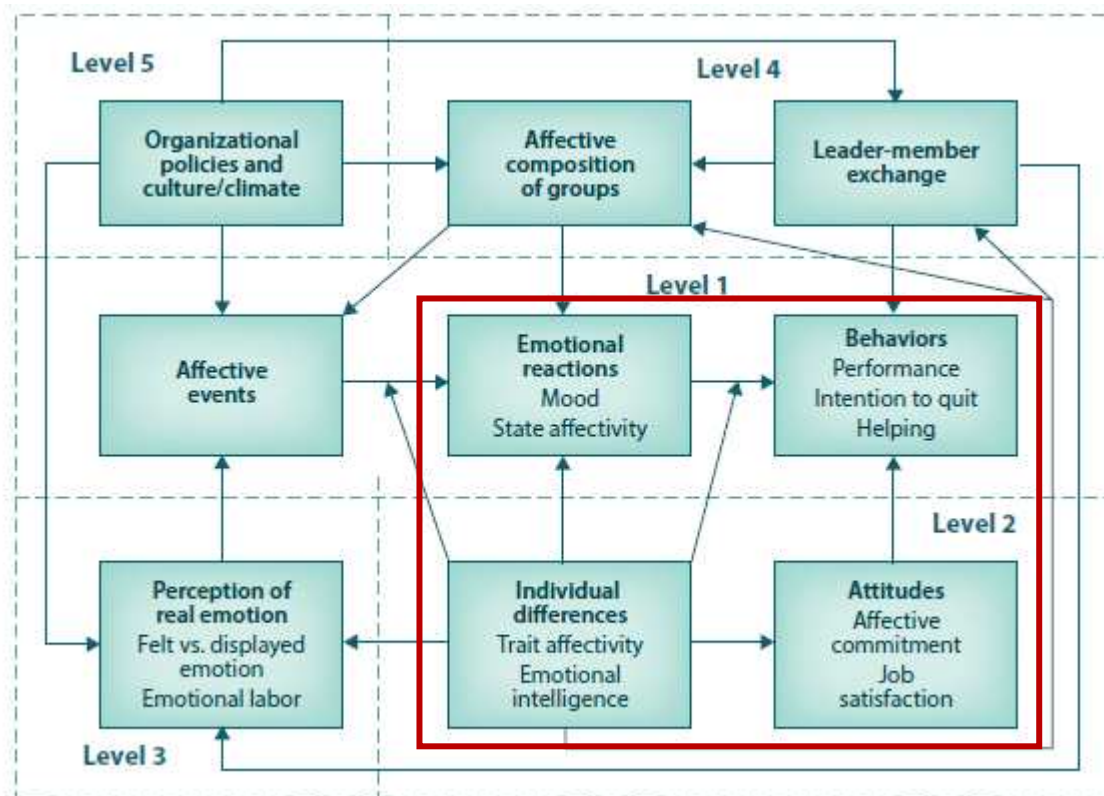 Level 5
Level 4
Organizational
policies and
culture/climate
Affective
composition
of groups
Leader-member
exchange
Level 1
Affective
events
Emotional
reactions
Mood
State affectivity
Behaviors
Performance
Intention to quit
Helping
Level 2
Perception of
real emotion
Felt vs. displayed
emotion
Emotional labor
Individual
differences
Trait affectivity
Emotional
intelligence
Attitudes
Affective
commitment
Job
satisfaction
Level 3